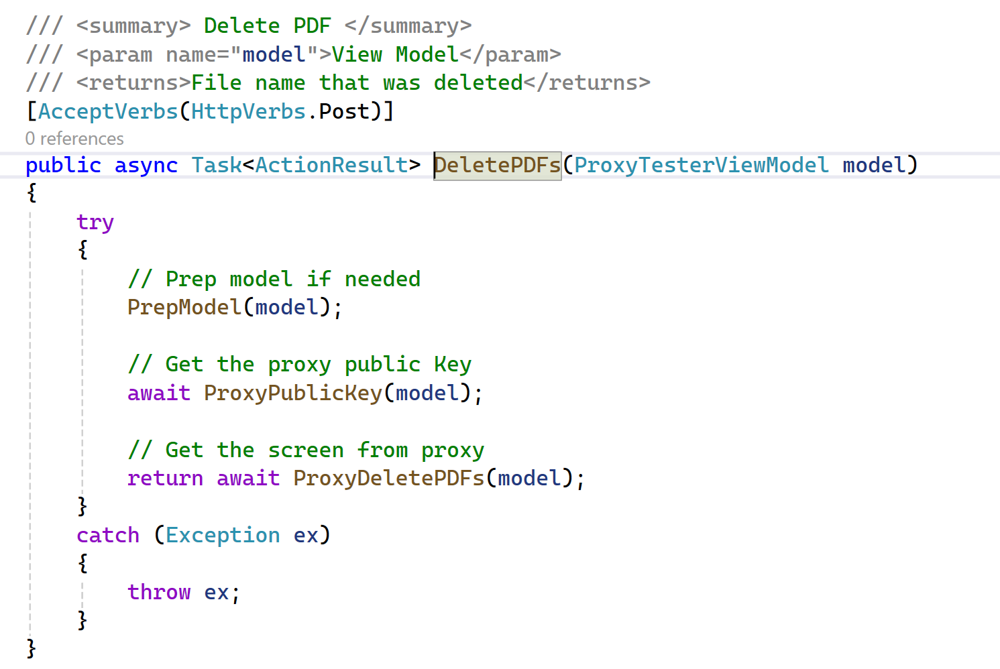 /// <summary> Delete PDF </summary>
/// <param name="model">View Model</param>
/// <returns>File name that was deleted</returns>
[AcceptVerbs(HttpVerbs.Post)]
0 references
public async Task<ActionResult> DeletePDFs(ProxyTesterViewModel model)
{
    try
    {
        // Prep model if needed
        PrepModel(model);

        // Get the proxy public Key
        await ProxyPublicKey(model);

        // Get the screen from proxy
        return await ProxyDeletePDFs(model);
    }
    catch (Exception ex)
    {
        throw ex;
    }
}